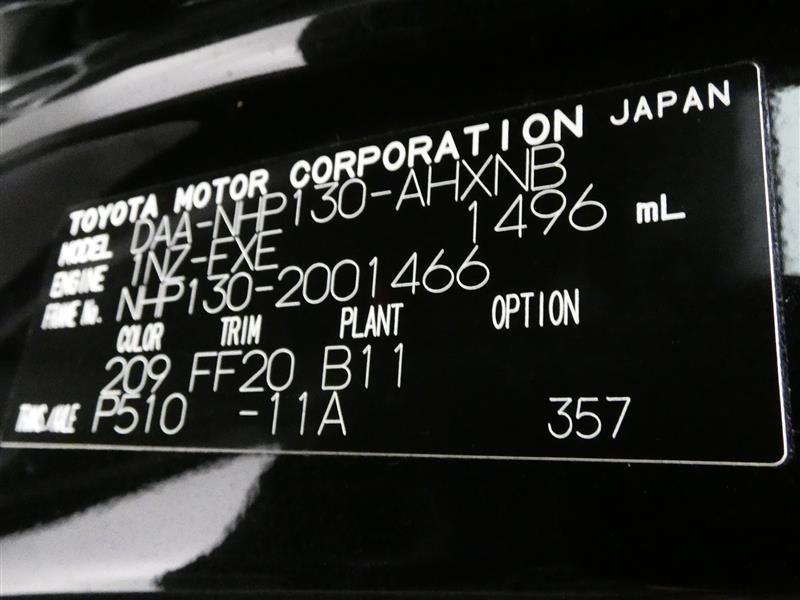 TOYOTA MOTOR CORPORATION JAPAN
MODEL DAA-NHP130-AHXNB
ENGINE 1NZ-EXE 1496 mL
FRAME No. NHP130-2001466
COLOR TRIM PLANT OPTION
209 FF20 B11
TRANS/AXLE P510 -11A 357